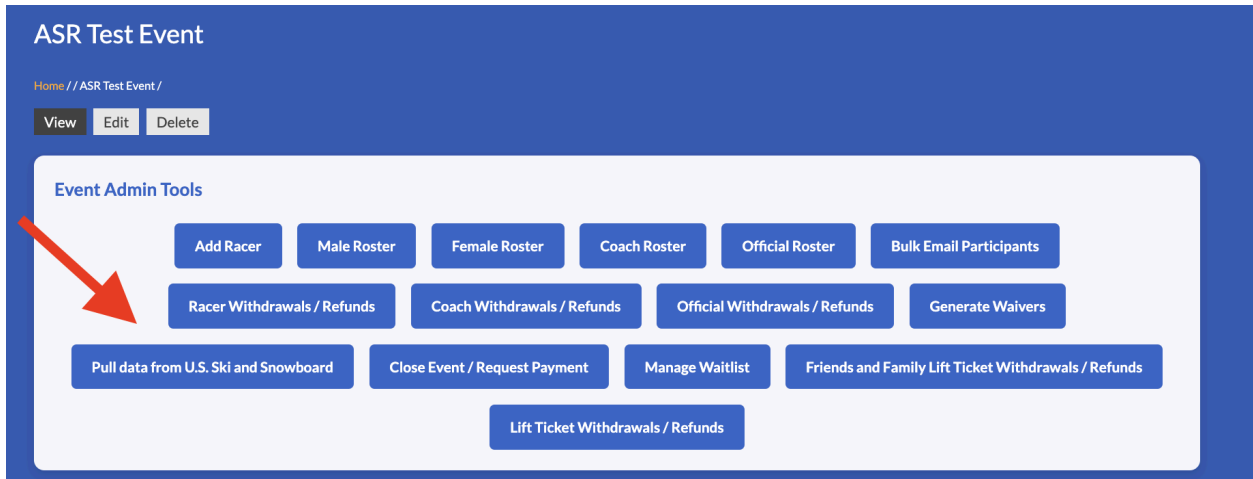 ASR Test Event
Home / / ASR Test Event /
View Edit Delete
Event Admin Tools
Add Racer Male Roster Female Roster Coach Roster Official Roster Bulk Email Participants
Racer Withdrawals / Refunds Coach Withdrawals / Refunds Official Withdrawals / Refunds Generate Waivers
Pull data from U.S. Ski and Snowboard Close Event / Request Payment Manage Waitlist Friends and Family Lift Ticket Withdrawals / Refunds
Lift Ticket Withdrawals / Refunds